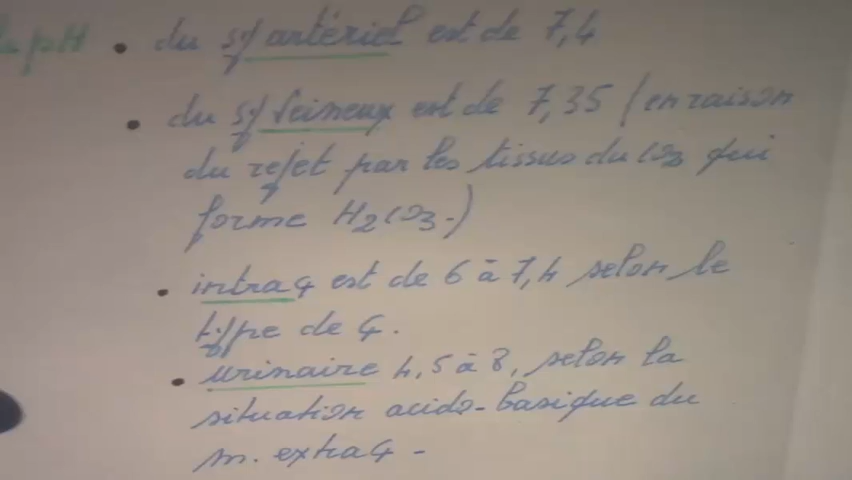 le pH • du sg artériel est de 7,4
• du sg veineux est de 7,35 (en raison
du rejet par les tissus du CO2 qui
forme H2CO3.)
• intraç est de 6 à 7,4 selon le
type de ç.
• urinaire 4,5 à 8, selon la
situation acido-basique du
m. extraç -